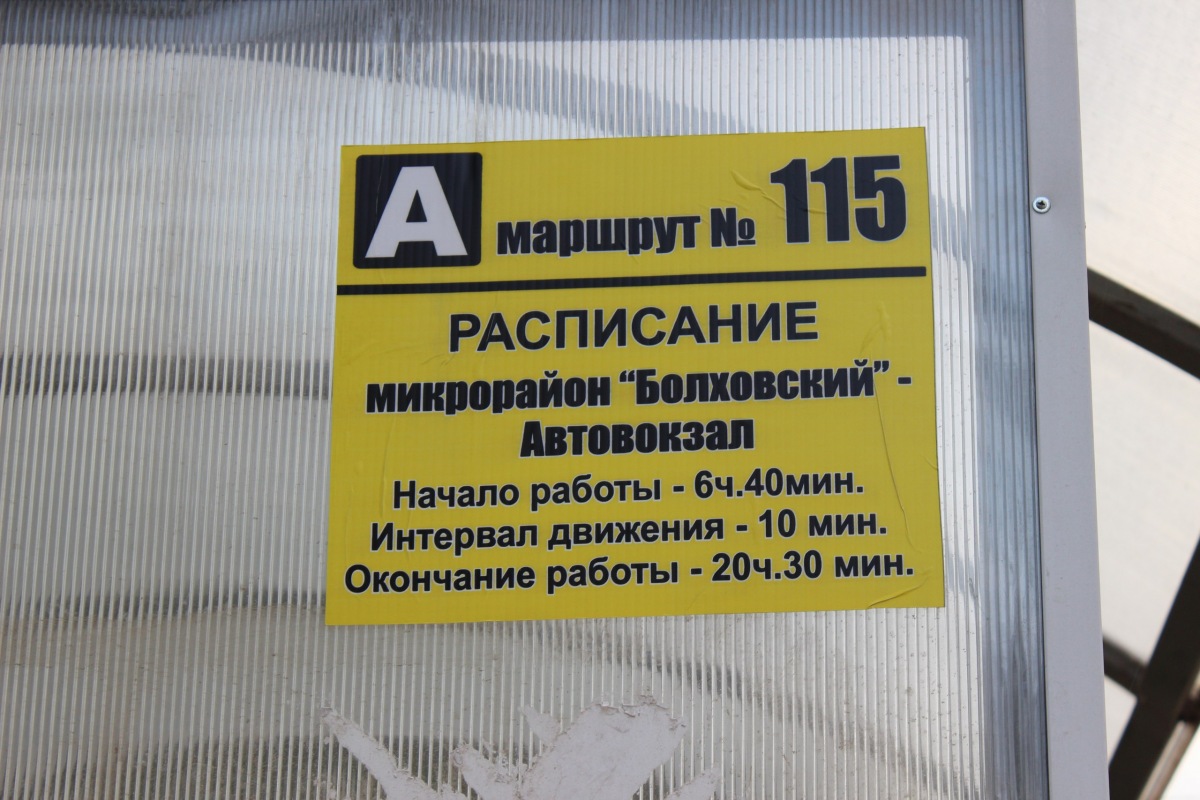 А маршрут № 115
РАСПИСАНИЕ
микрорайон “Болховский” -
Автовокзал
Начало работы - 6ч.40мин.
Интервал движения - 10 мин.
Окончание работы - 20ч.30 мин.